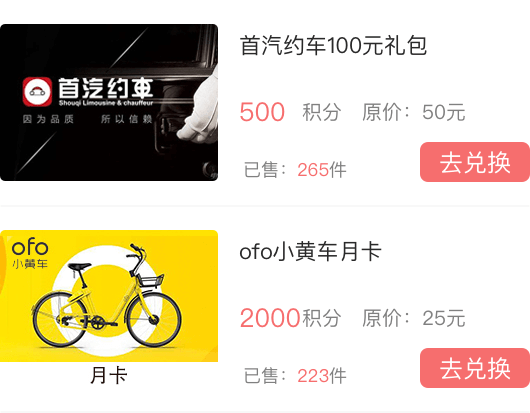 首汽约车
Shouqi Limousine & chauffeur
因为品质 所以信赖
首汽约车100元礼包
500 积分 原价：50元
已售：265件
去兑换
ofo
小黄车
月卡
ofo小黄车月卡
2000积分 原价：25元
已售：223件
去兑换